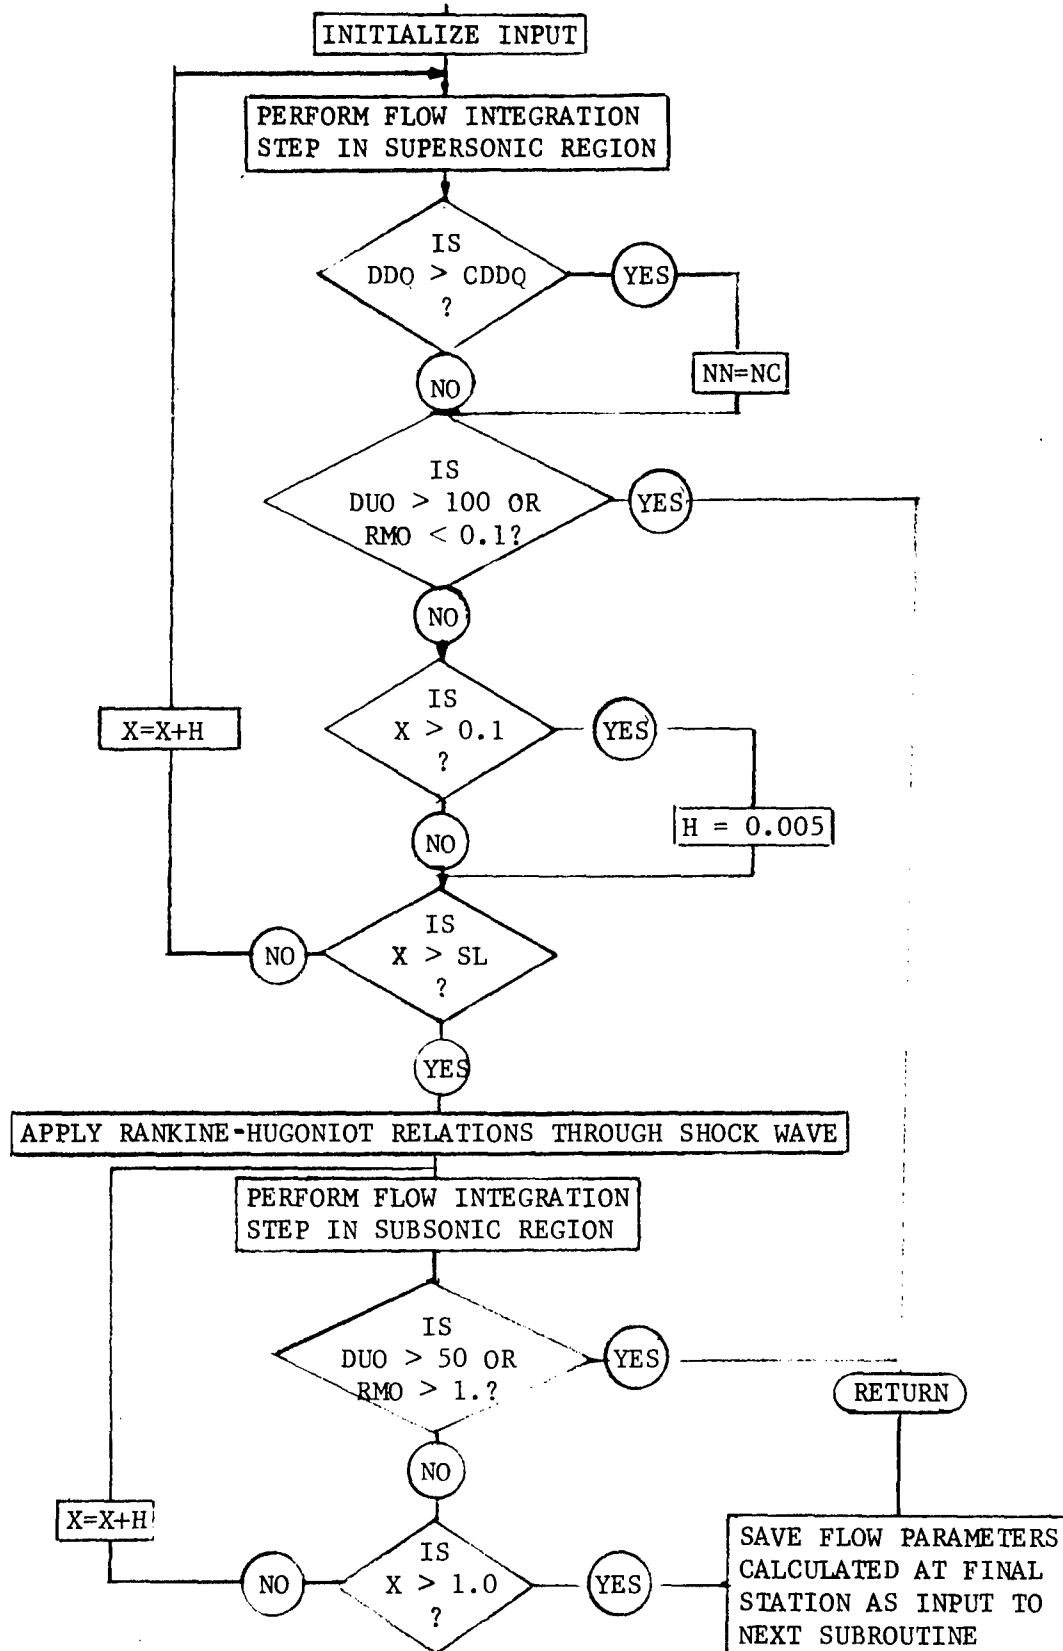 INITIALIZE INPUT
PERFORM FLOW INTEGRATION
STEP IN SUPERSONIC REGION
IS
DDQ > CDDQ
?
YES
NN=NC
NO
IS
DUO > 100 OR
RMO < 0.1?
YES
NO
IS
X > 0.1
?
YES
X=X+H
H = 0.005
NO
IS
X > SL
?
NO
YES
APPLY RANKINE-HUGONIOT RELATIONS THROUGH SHOCK WAVE
PERFORM FLOW INTEGRATION
STEP IN SUBSONIC REGION
IS
DUO > 50 OR
RMO > 1.?
YES
RETURN
NO
X=X+H
IS
X > 1.0
?
NO
YES
SAVE FLOW PARAMETERS
CALCULATED AT FINAL
STATION AS INPUT TO
NEXT SUBROUTINE